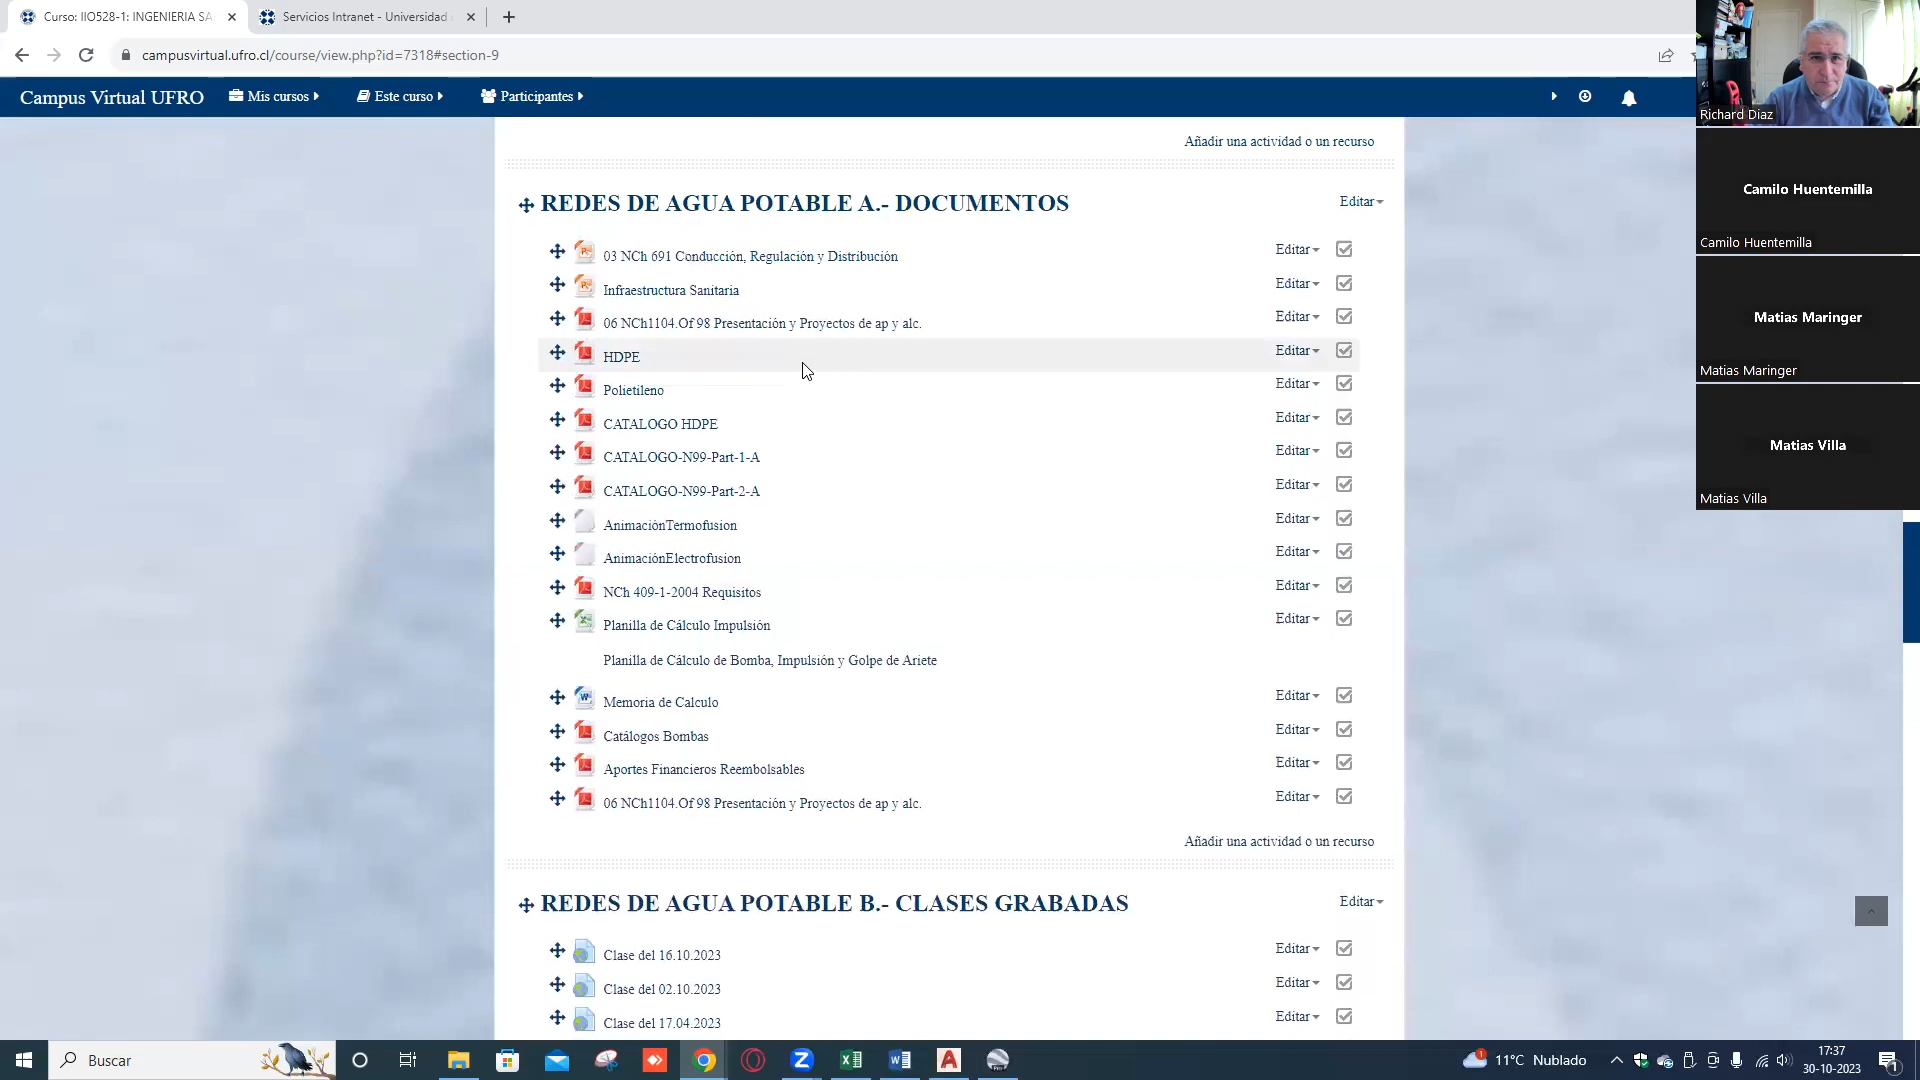 Curso: IIO528-1: INGENIERIA SA
Servicios Intranet - Universidad
campusvirtual.ufro.cl/course/view.php?id=7318#section-9
Campus Virtual UFRO
Mis cursos
Este curso
Participantes
Richard Diaz
Añadir una actividad o un recurso
REDES DE AGUA POTABLE A.- DOCUMENTOS
Editar
03 NCh 691 Conducción, Regulación y Distribución
Editar
Infraestructura Sanitaria
Editar
06 NCh1104.Of 98 Presentación y Proyectos de ap y alc.
Editar
HDPE
Editar
Polietileno
Editar
CATALOGO HDPE
Editar
CATALOGO-N99-Part-1-A
Editar
CATALOGO-N99-Part-2-A
Editar
AnimaciónTermofusion
Editar
AnimaciónElectrofusion
Editar
NCh 409-1-2004 Requisitos
Editar
Planilla de Cálculo Impulsión
Editar
Planilla de Cálculo de Bomba, Impulsión y Golpe de Ariete
Memoria de Calculo
Editar
Catálogos Bombas
Editar
Aportes Financieros Reembolsables
Editar
06 NCh1104.Of 98 Presentación y Proyectos de ap y alc.
Editar
Añadir una actividad o un recurso
REDES DE AGUA POTABLE B.- CLASES GRABADAS
Editar
Clase del 16.10.2023
Editar
Clase del 02.10.2023
Editar
Clase del 17.04.2023
Editar
Camilo Huentemilla
Camilo Huentemilla
Matias Maringer
Matias Maringer
Matias Villa
Matias Villa
Buscar
11°C Nublado
17:37
30-10-2023